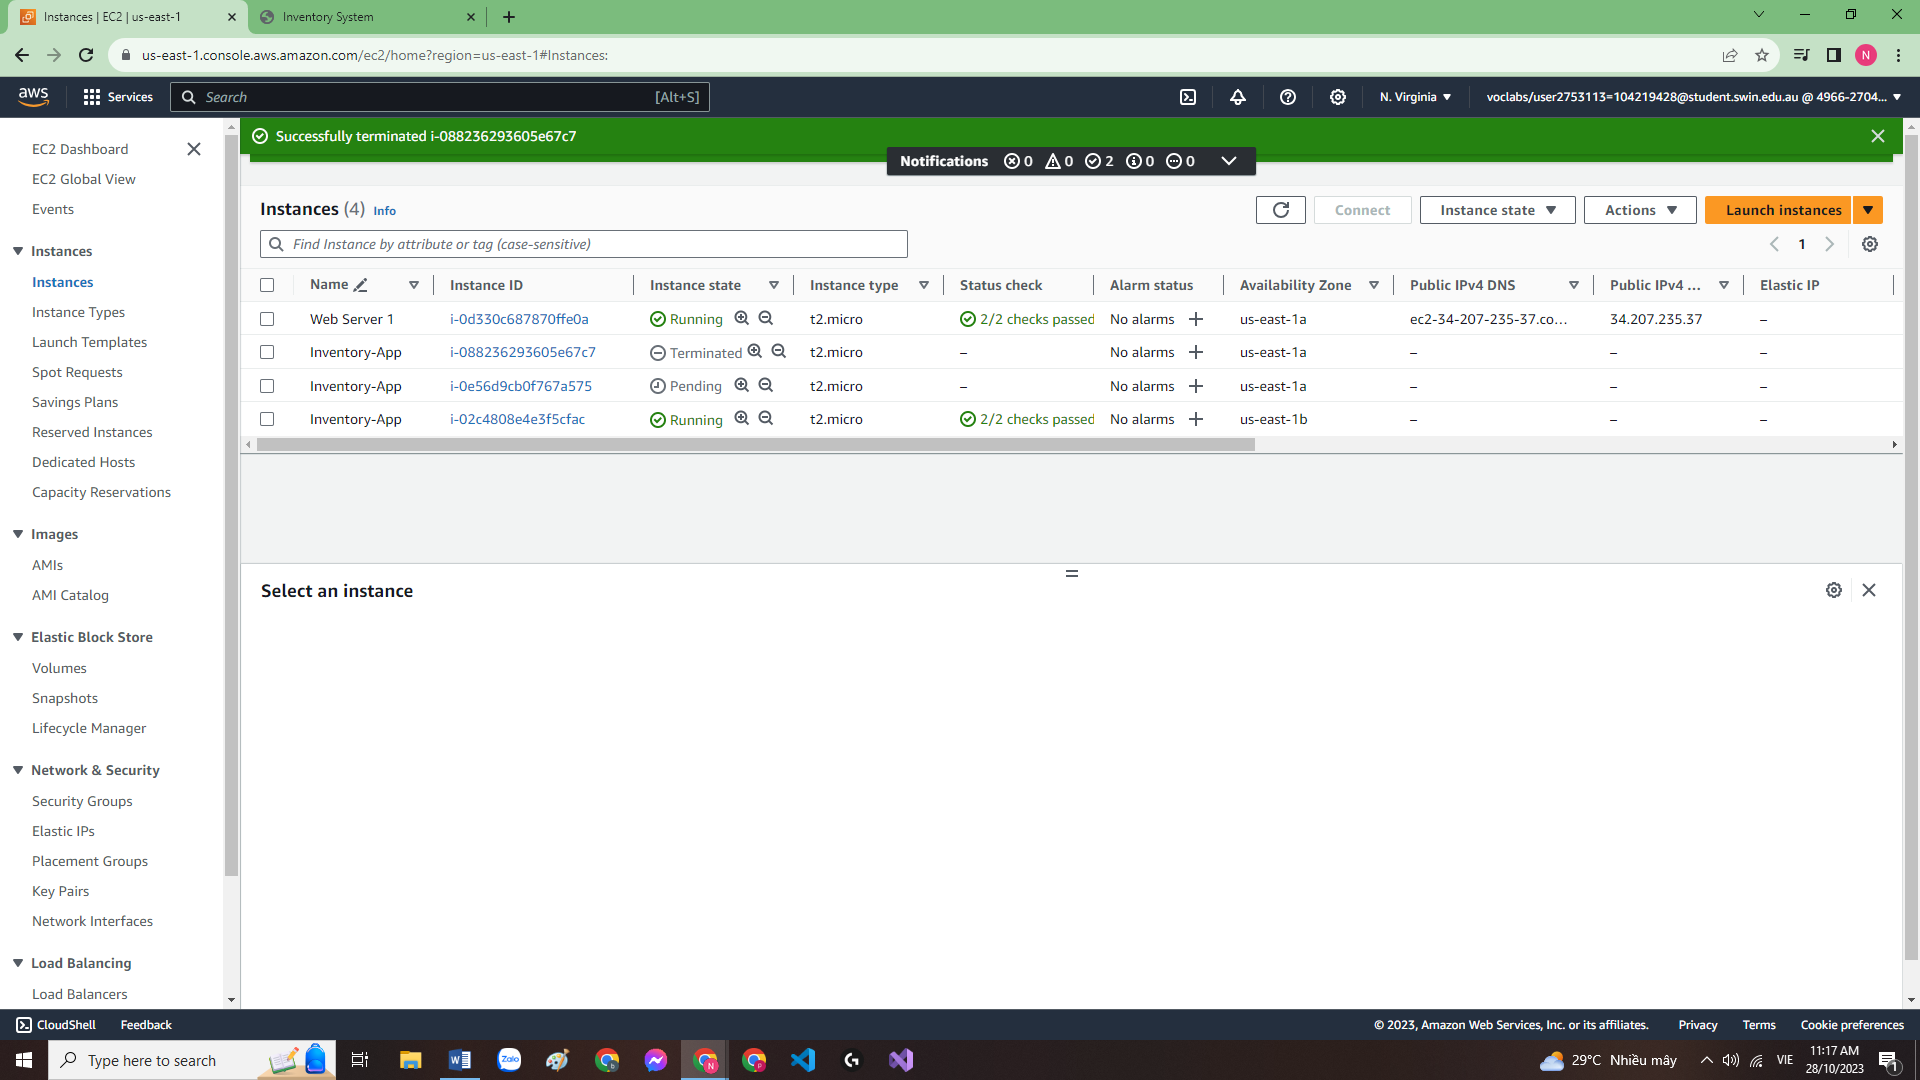 Instances | EC2 | us-east-1
Inventory System
us-east-1.console.aws.amazon.com/ec2/home?region=us-east-1#Instances:
N
aws
Services
Search
[Alt+S]
N. Virginia
voclabs/user2753113=104219428@student.swin.edu.au @ 4966-2704...
Successfully terminated i-088236293605e67c7
Notifications 0 0 2 0 0
EC2 Dashboard
EC2 Global View
Events
Instances
Instances
Instance Types
Launch Templates
Spot Requests
Savings Plans
Reserved Instances
Dedicated Hosts
Capacity Reservations
Images
AMIs
AMI Catalog
Elastic Block Store
Volumes
Snapshots
Lifecycle Manager
Network & Security
Security Groups
Elastic IPs
Placement Groups
Key Pairs
Network Interfaces
Load Balancing
Load Balancers
Instances (4) Info
Connect
Instance state
Actions
Launch instances
Find Instance by attribute or tag (case-sensitive)
1
Name Instance ID Instance state Instance type Status check Alarm status Availability Zone Public IPv4 DNS Public IPv4 ... Elastic IP
Web Server 1 i-0d330c687870ffe0a Running t2.micro 2/2 checks passed No alarms us-east-1a ec2-34-207-235-37.co... 34.207.235.37 –
Inventory-App i-088236293605e67c7 Terminated t2.micro – No alarms us-east-1a – – –
Inventory-App i-0e56d9cb0f767a575 Pending t2.micro – No alarms us-east-1a – – –
Inventory-App i-02c4808e4e3f5cfac Running t2.micro 2/2 checks passed No alarms us-east-1b – – –
Select an instance
CloudShell
Feedback
© 2023, Amazon Web Services, Inc. or its affiliates.
Privacy
Terms
Cookie preferences
Type here to search
Zalo
29°C Nhiều mây
VIE
11:17 AM
28/10/2023
1